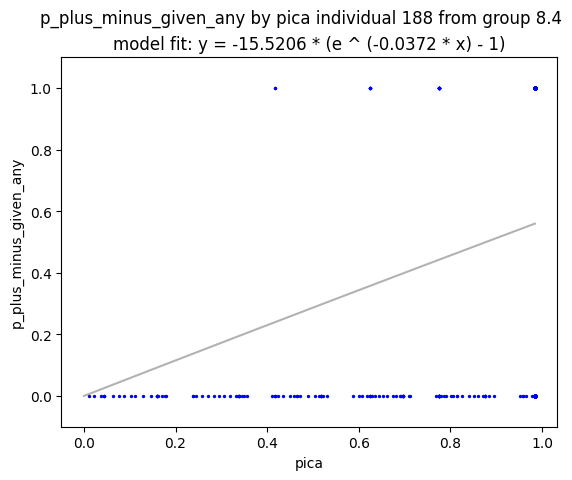 p_plus_minus_given_any by pica individual 188 from group 8.4
model fit: y = -15.5206 * (e ^ (-0.0372 * x) - 1)
1.0
0.8
0.6
0.4
0.2
0.0
p_plus_minus_given_any
0.0 0.2 0.4 0.6 0.8 1.0
pica